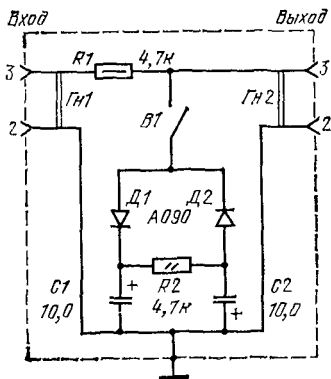 Вход Выход
R1 4,7к
3 3
Гн1 Гн2
В1
2 2
Д1 Д2
А090
+ R2 +
С1 4,7к С2
10,0 10,0